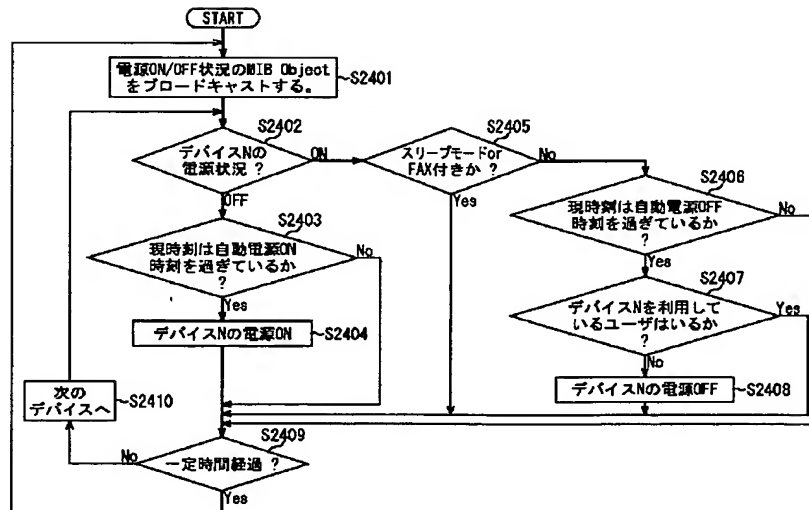 START
電源ON/OFF状況のMIB Object
をブロードキャストする。
S2401
S2402
デバイスNの
電源状況？
ON
OFF
S2405
スリープモードor
FAX付きか？
No
Yes
S2403
現時刻は自動電源ON
時刻を過ぎているか
？
No
Yes
S2406
現時刻は自動電源OFF
時刻を過ぎているか
？
No
Yes
デバイスNの電源ON
S2404
S2407
デバイスNを利用して
いるユーザはいるか
？
Yes
No
デバイスNの電源OFF
S2408
次の
デバイスへ
S2410
S2409
一定時間経過？
No
Yes